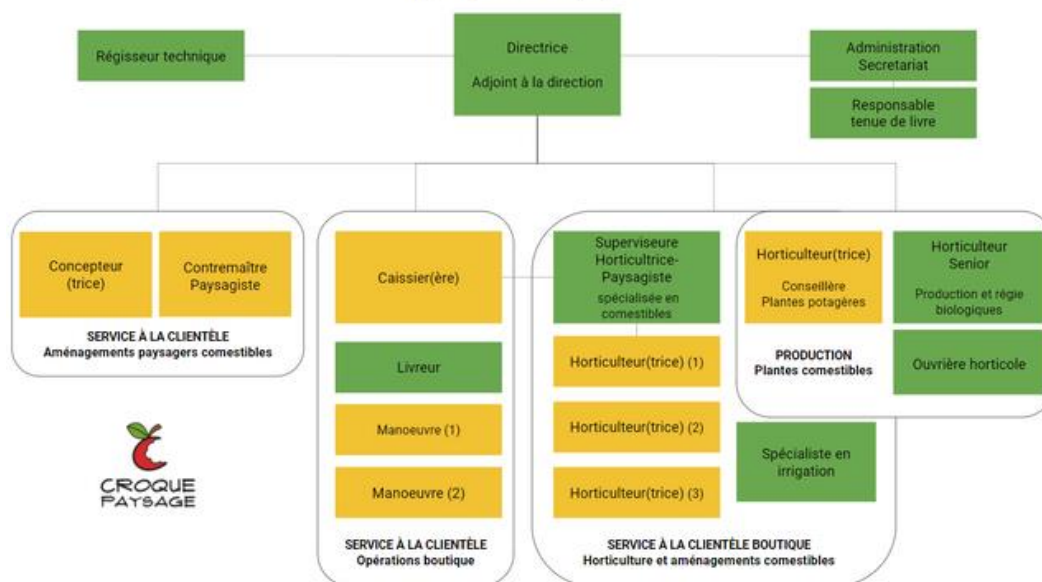 Régisseur technique
Directrice
Adjoint à la direction
Administration
Secretariat
Responsable
tenue de livre
Concepteur
(trice)
Contremaître
Paysagiste
SERVICE À LA CLIENTÈLE
Aménagements paysagers comestibles
Caissier(ère)
Livreur
Manoeuvre (1)
Manoeuvre (2)
SERVICE À LA CLIENTÈLE
Opérations boutique
Superviseure
Horticultrice-
Paysagiste
spécialisée en
comestibles
Horticulteur(trice) (1)
Horticulteur(trice) (2)
Horticulteur(trice) (3)
Spécialiste en
irrigation
SERVICE À LA CLIENTÈLE BOUTIQUE
Horticulture et aménagements comestibles
Horticulteur(trice)
Conseillère
Plantes potagères
Horticulteur
Senior
Production et régie
biologiques
Ouvrière horticole
PRODUCTION
Plantes comestibles
CROQUE
PAYSAGE